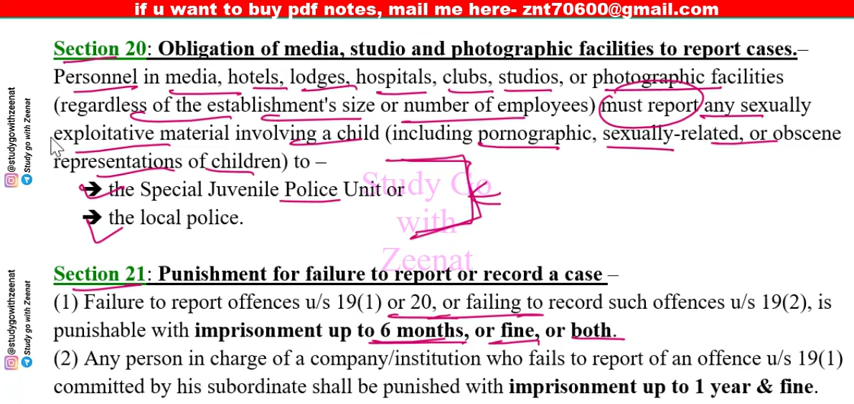 if u want to buy pdf notes, mail me here- znt70600@gmail.com
Section 20: Obligation of media, studio and photographic facilities to report cases.–
Personnel in media, hotels, lodges, hospitals, clubs, studios, or photographic facilities
(regardless of the establishment's size or number of employees) must report any sexually
exploitative material involving a child (including pornographic, sexually-related, or obscene
representations of children) to –
➔ the Special Juvenile Police Unit or
➔ the local police.
Study Go
with
Zeenat
Section 21: Punishment for failure to report or record a case –
(1) Failure to report offences u/s 19(1) or 20, or failing to record such offences u/s 19(2), is
punishable with imprisonment up to 6 months, or fine, or both.
(2) Any person in charge of a company/institution who fails to report of an offence u/s 19(1)
committed by his subordinate shall be punished with imprisonment up to 1 year & fine.
@studygowithzeenat
Study go with Zeenat
@studygowithzeenat
Study go with Zeenat